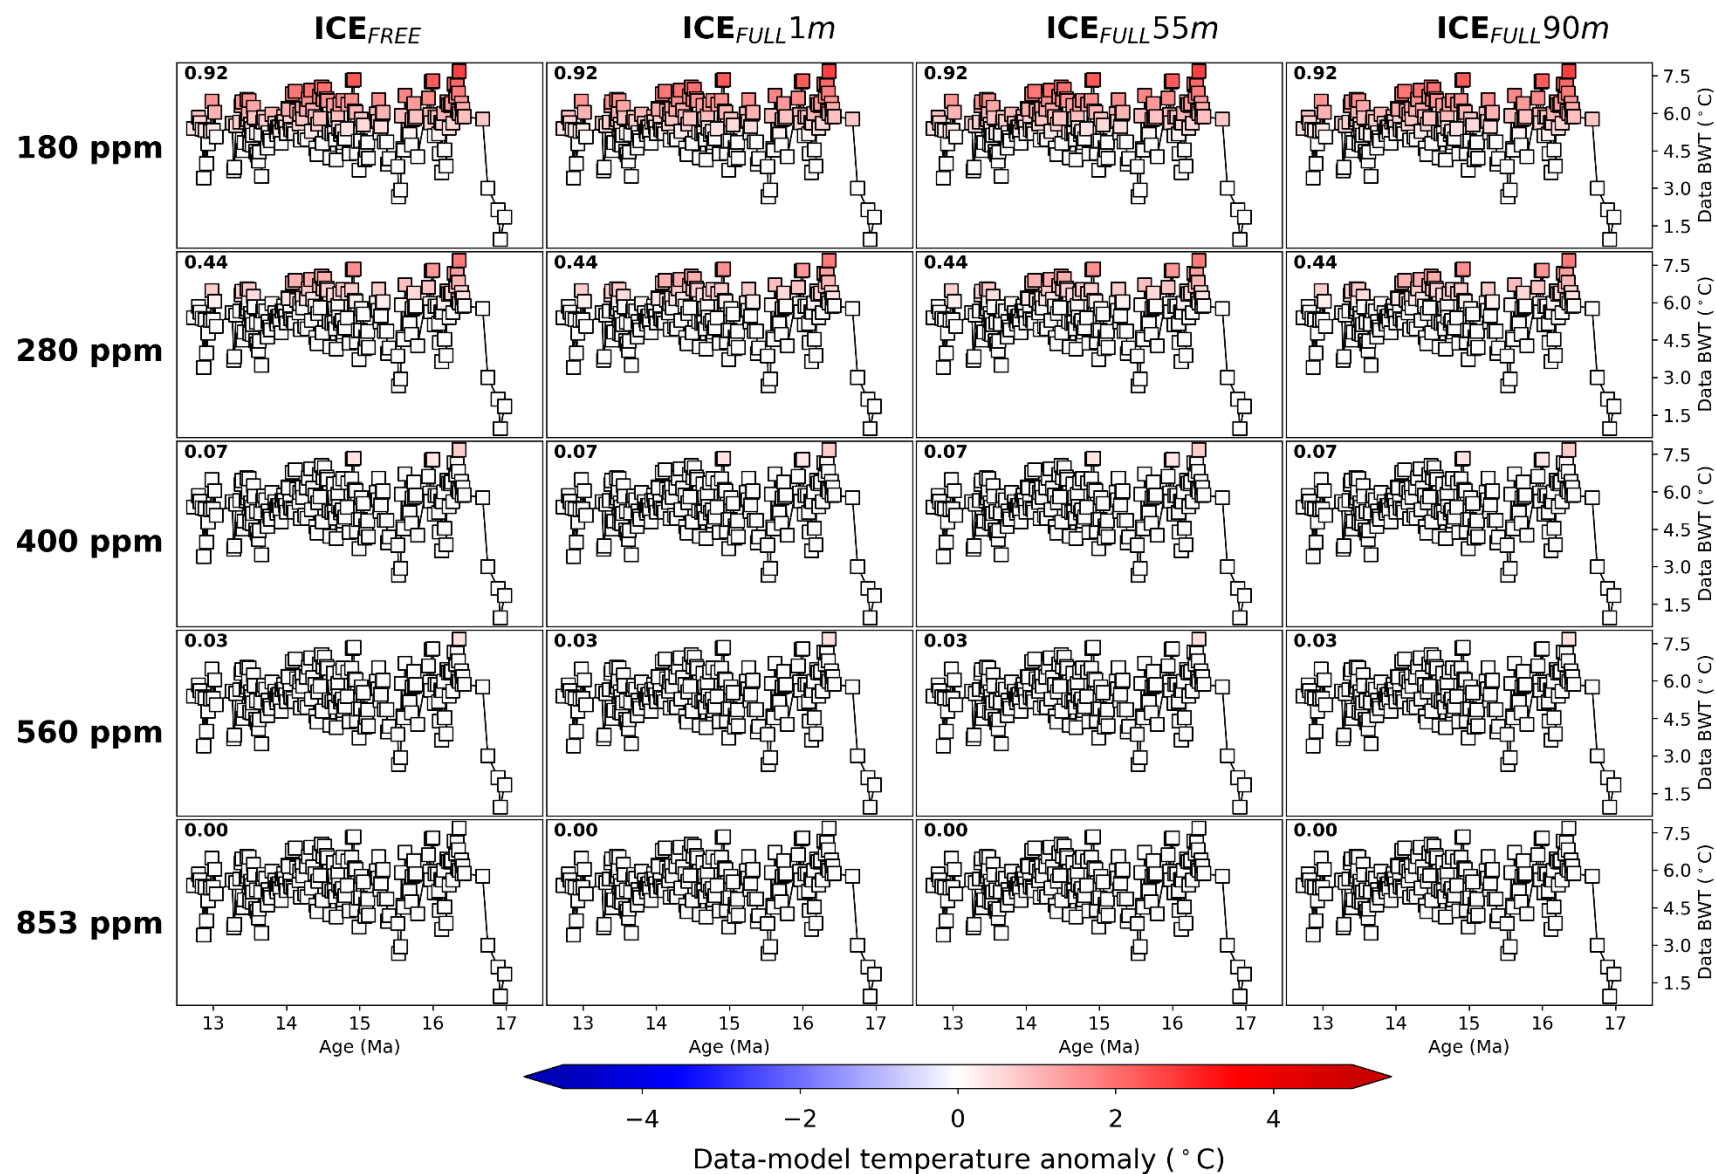 ICE_FREE ICE_FULL1m ICE_FULL55m ICE_FULL90m
180 ppm
0.92 0.92 0.92 0.92
7.5
6.0
4.5
3.0
1.5
Data BWT (°C)
280 ppm
0.44 0.44 0.44 0.44
7.5
6.0
4.5
3.0
1.5
Data BWT (°C)
400 ppm
0.07 0.07 0.07 0.07
7.5
6.0
4.5
3.0
1.5
Data BWT (°C)
560 ppm
0.03 0.03 0.03 0.03
7.5
6.0
4.5
3.0
1.5
Data BWT (°C)
853 ppm
0.00 0.00 0.00 0.00
7.5
6.0
4.5
3.0
1.5
Data BWT (°C)
13 14 15 16 17 13 14 15 16 17 13 14 15 16 17 13 14 15 16 17
Age (Ma) Age (Ma) Age (Ma) Age (Ma)
−4 −2 0 2 4
Data-model temperature anomaly (°C)